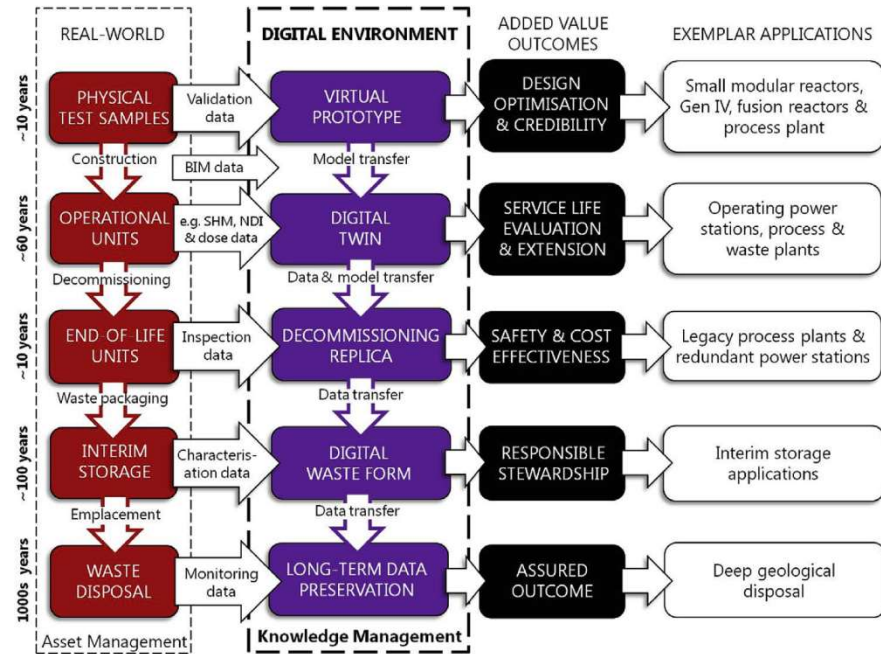 REAL-WORLD
DIGITAL ENVIRONMENT
ADDED VALUE
OUTCOMES
EXEMPLAR APPLICATIONS
~10 years
PHYSICAL
TEST SAMPLES
Validation
data
VIRTUAL
PROTOTYPE
DESIGN
OPTIMISATION
& CREDIBILITY
Small modular reactors,
Gen IV, fusion reactors &
process plant
Construction
BIM data
Model transfer
~60 years
OPERATIONAL
UNITS
e.g. SHM, NDI
& dose data
DIGITAL
TWIN
SERVICE LIFE
EVALUATION
& EXTENSION
Operating power
stations, process &
waste plants
Decommissioning
Data & model transfer
~10 years
END-OF-LIFE
UNITS
Inspection
data
DECOMMISSIONING
REPLICA
SAFETY & COST
EFFECTIVENESS
Legacy process plants &
redundant power stations
Waste packaging
Data transfer
~100 years
INTERIM
STORAGE
Characteris-
ation data
DIGITAL
WASTE FORM
RESPONSIBLE
STEWARDSHIP
Interim storage
applications
Emplacement
Data transfer
1000s years
WASTE
DISPOSAL
Monitoring
data
LONG-TERM DATA
PRESERVATION
ASSURED
OUTCOME
Deep geological
disposal
Asset Management
Knowledge Management